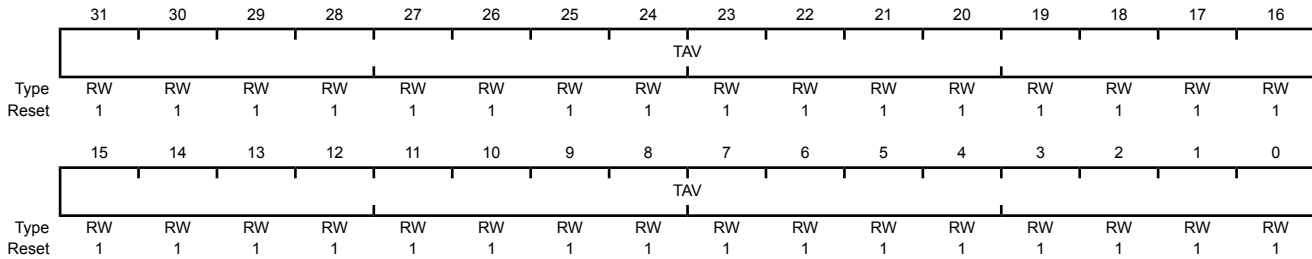 31 30 29 28 27 26 25 24 23 22 21 20 19 18 17 16
TAV
Type RW RW RW RW RW RW RW RW RW RW RW RW RW RW RW RW
Reset 1 1 1 1 1 1 1 1 1 1 1 1 1 1 1 1
15 14 13 12 11 10 9 8 7 6 5 4 3 2 1 0
TAV
Type RW RW RW RW RW RW RW RW RW RW RW RW RW RW RW RW
Reset 1 1 1 1 1 1 1 1 1 1 1 1 1 1 1 1